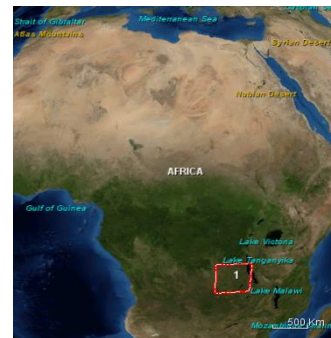 Strait of Gibraltar
Mediterranean Sea
Atlas Mountains
Syrian Desert
Nubian Desert
AFRICA
Gulf of Guinea
Lake Victoria
Lake Tanganyika
1
Lake Malawi
500 Km